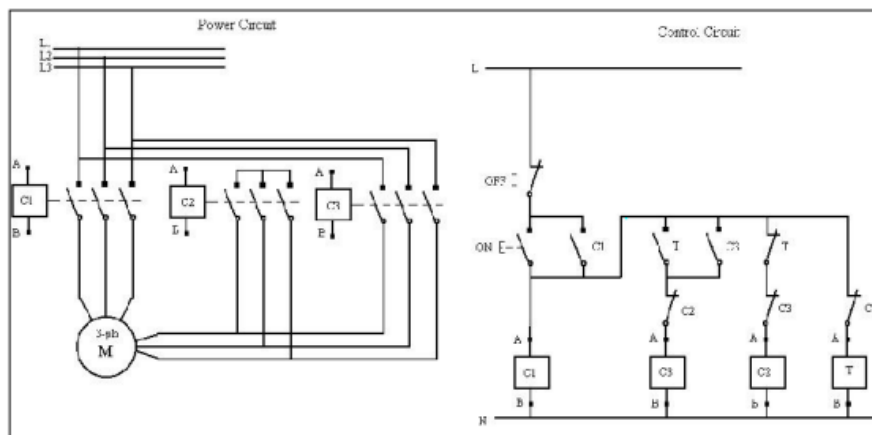 Power Circuit
Control Circuit
L1
L2
L3
L
A
C1
B
A
C2
A
C3
B
OFF
ON
C1
T
C3
T
C2
C3
3-ph
M
A
C1
B
A
C3
B
A
C2
b
A
T
B
N